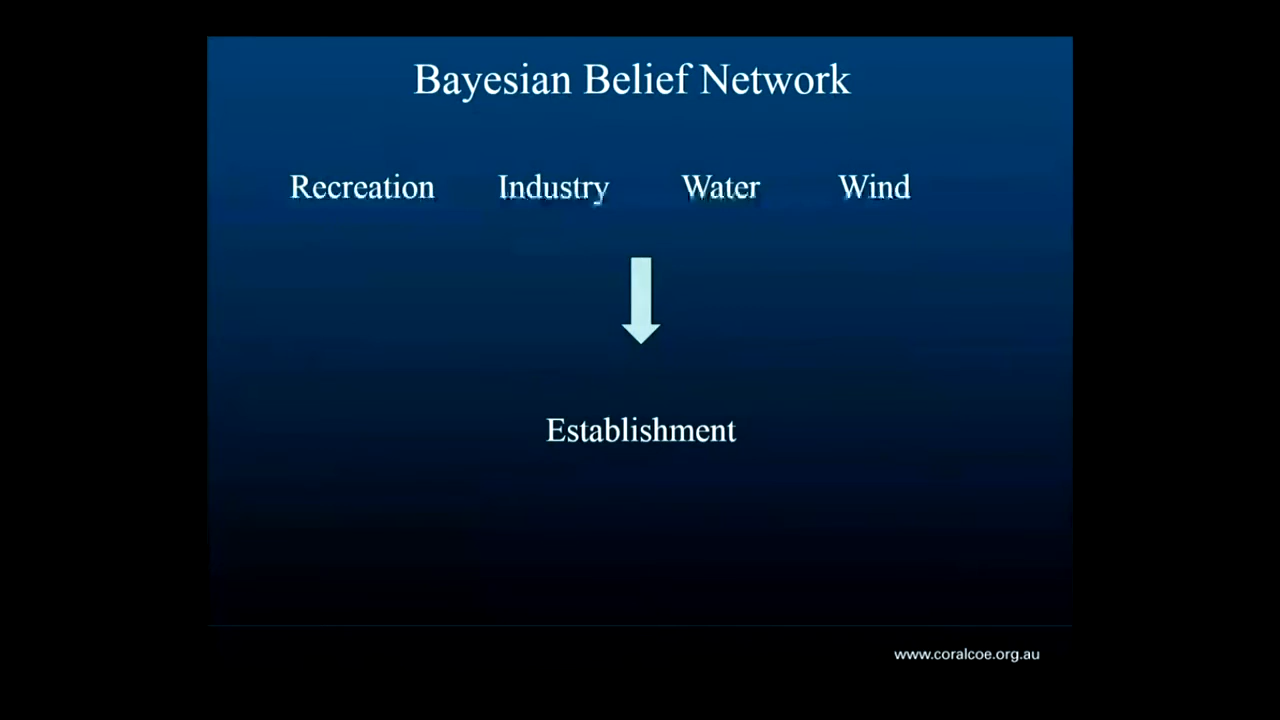 Bayesian Belief Network
Recreation Industry Water Wind
Establishment
www.coralcoe.org.au